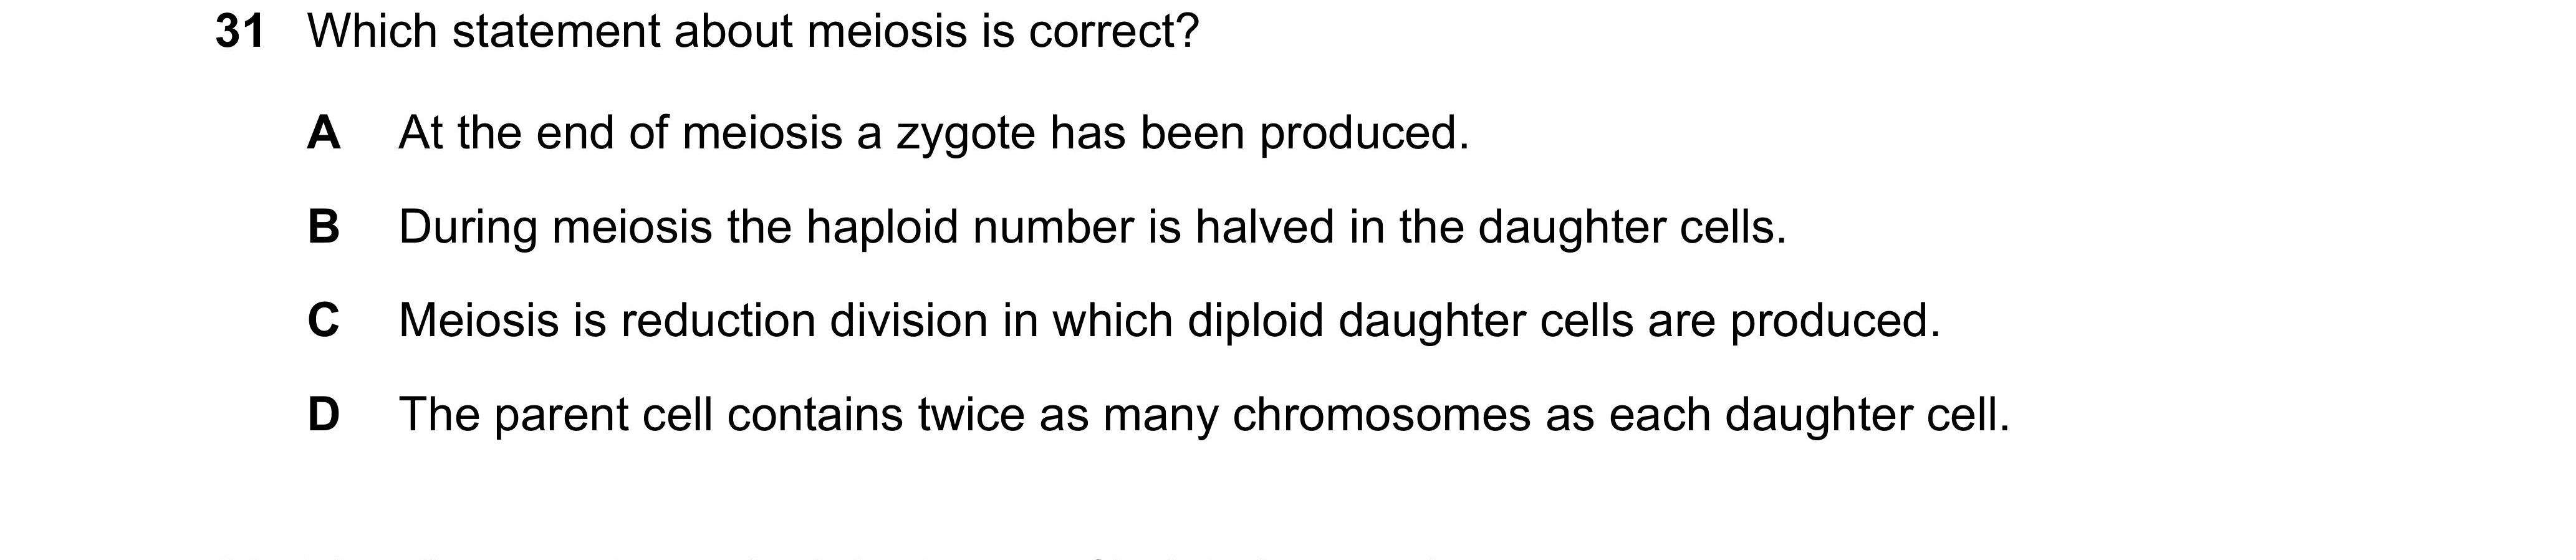 31 Which statement about meiosis is correct?
A At the end of meiosis a zygote has been produced.
B During meiosis the haploid number is halved in the daughter cells.
C Meiosis is reduction division in which diploid daughter cells are produced.
D The parent cell contains twice as many chromosomes as each daughter cell.